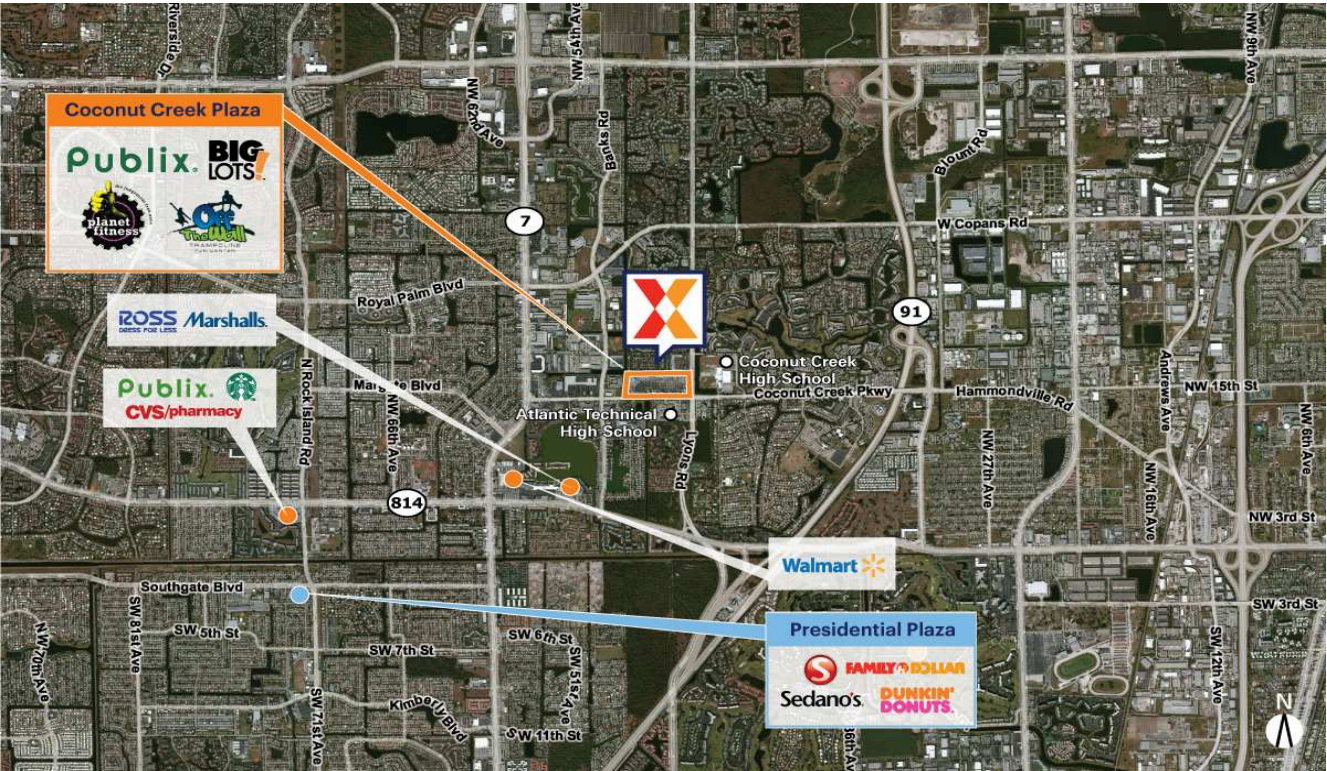 Riverside Dr
NW 62nd Ave
NW 54th Ave
NW 9th Ave
Coconut Creek Plaza
Publix.
BIG
LOTS!
planet
fitness
OFF
The Wall
TRAMPOLINE
FUN CENTER
Banks Rd
Blount Rd
W Copans Rd
7
Royal Palm Blvd
91
ROSS
DRESS FOR LESS
Marshalls.
Coconut Creek
High School
Publix.
CVS/pharmacy
N Rock Island Rd
Margate Blvd
NW 66th Ave
Coconut Creek Pkwy
Hammondville Rd
Andrews Ave
NW 15th St
Atlantic Technical
High School
Lyons Rd
NW 27th Ave
NW 16th Ave
NW 6th Ave
814
NW 3rd St
Walmart
Southgate Blvd
SW 81st Ave
SW 5th St
SW 7th St
SW 6th St
SW 3rd St
Presidential Plaza
S
FAMILY DOLLAR
Sedano's.
DUNKIN'
DONUTS.
NW 70th Ave
SW 71st Ave
Kimberly Blvd
SW 11th St
SW 12th Ave
N